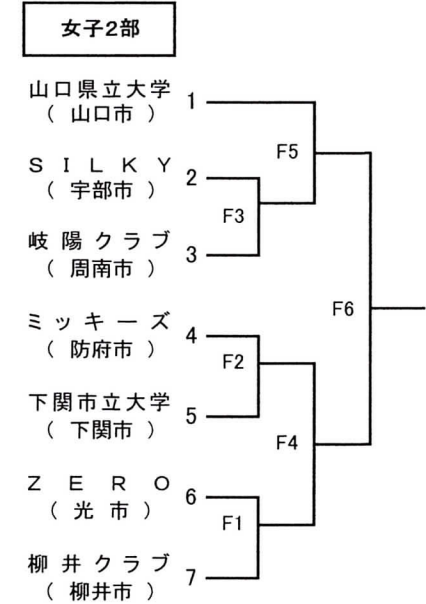 女子2部
山口県立大学
( 山口市 )
1
SILKY
( 宇部市 )
2
岐陽クラブ
( 周南市 )
3
ミッキーズ
( 防府市 )
4
下関市立大学
( 下関市 )
5
ZERO
( 光市 )
6
柳井クラブ
( 柳井市 )
7
F5
F3
F6
F2
F4
F1